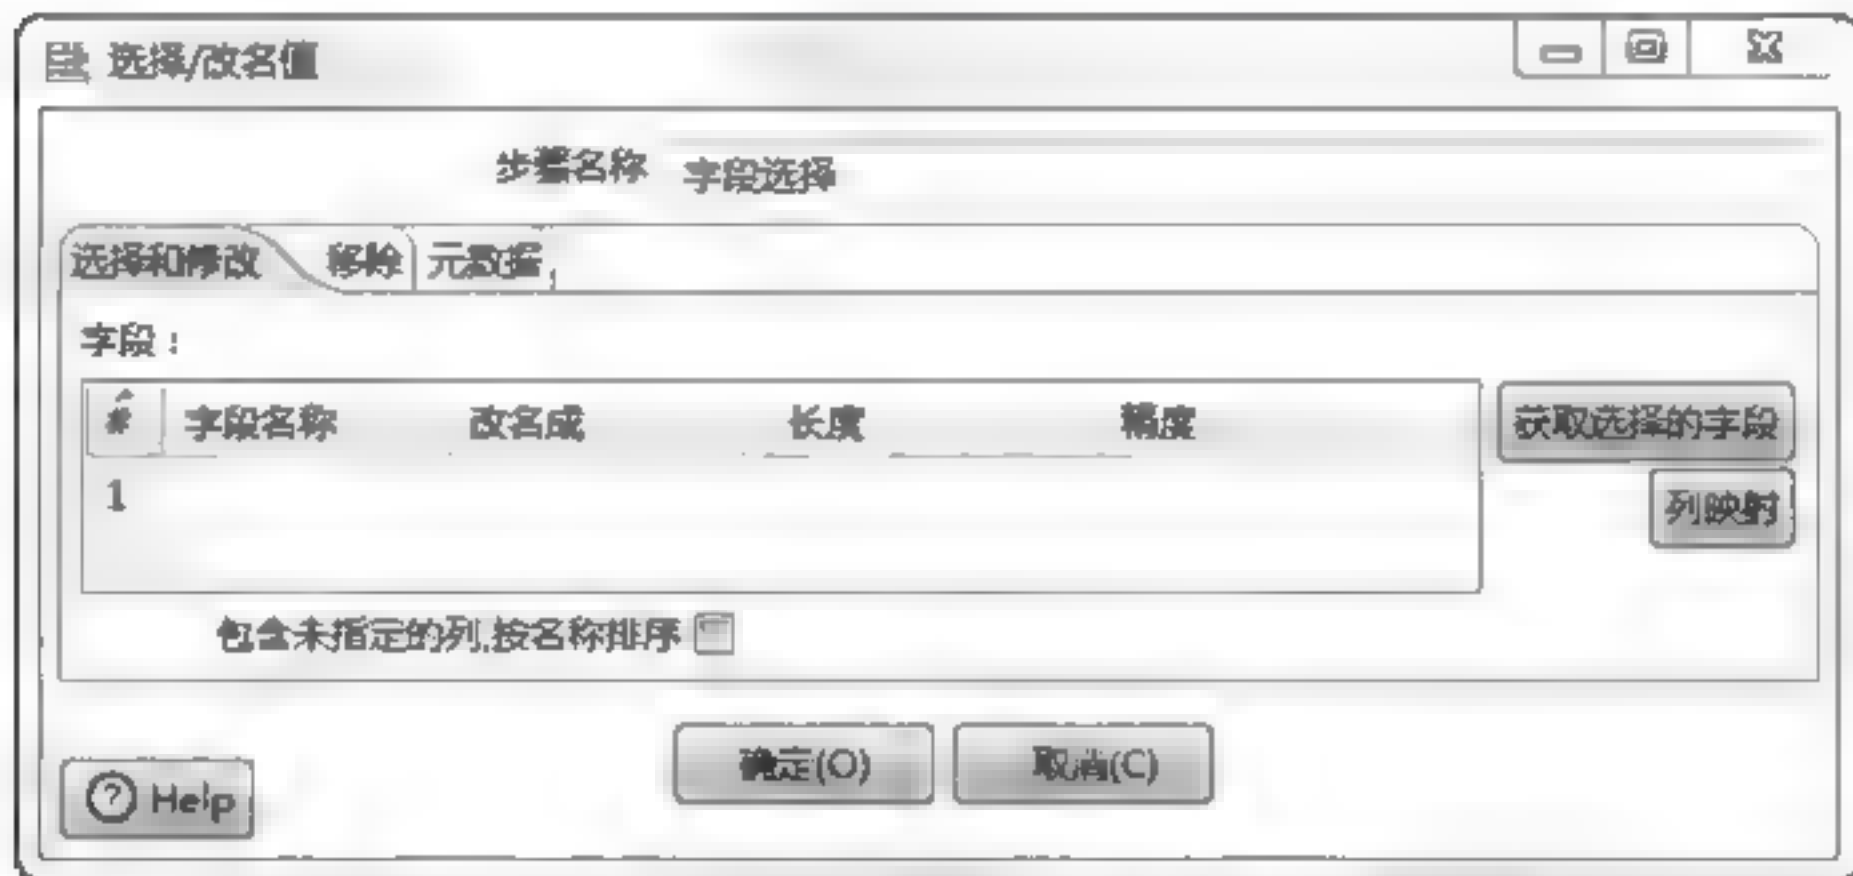 选择/改名值
步骤名称 字段选择
选择和修改 移除 元数据
字段：
# 字段名称 改名成 长度 精度 获取选择的字段
1 列映射
包含未指定的列,按名称排序
确定(O) 取消(C)
Help